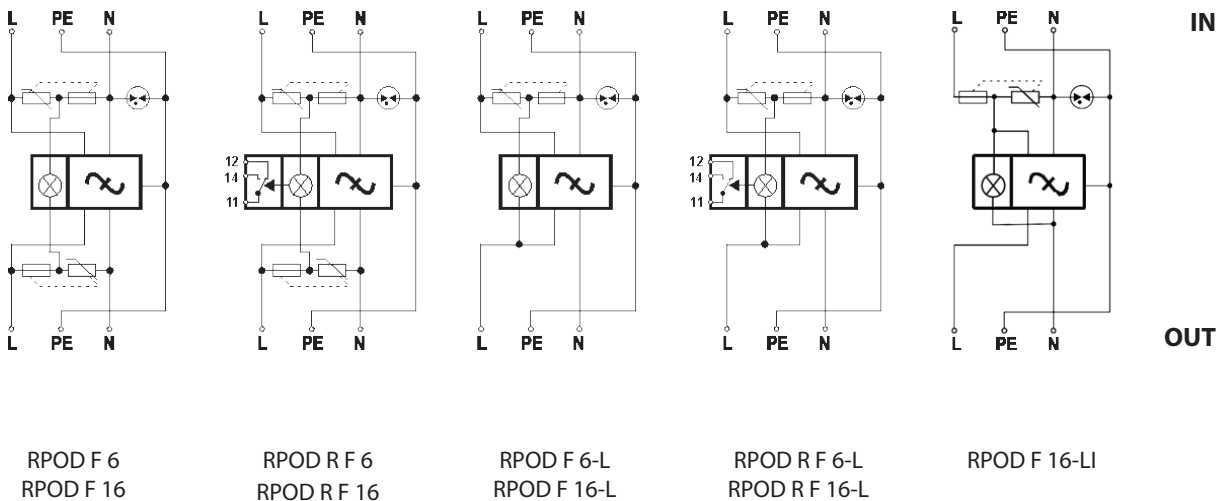 L PE N
L PE N
L PE N
L PE N
L PE N
IN
12
14
11
12
14
11
L PE N
L PE N
L PE N
L PE N
L PE N
OUT
RPOD F 6
RPOD F 16
RPOD R F 6
RPOD R F 16
RPOD F 6-L
RPOD F 16-L
RPOD R F 6-L
RPOD R F 16-L
RPOD F 16-LI